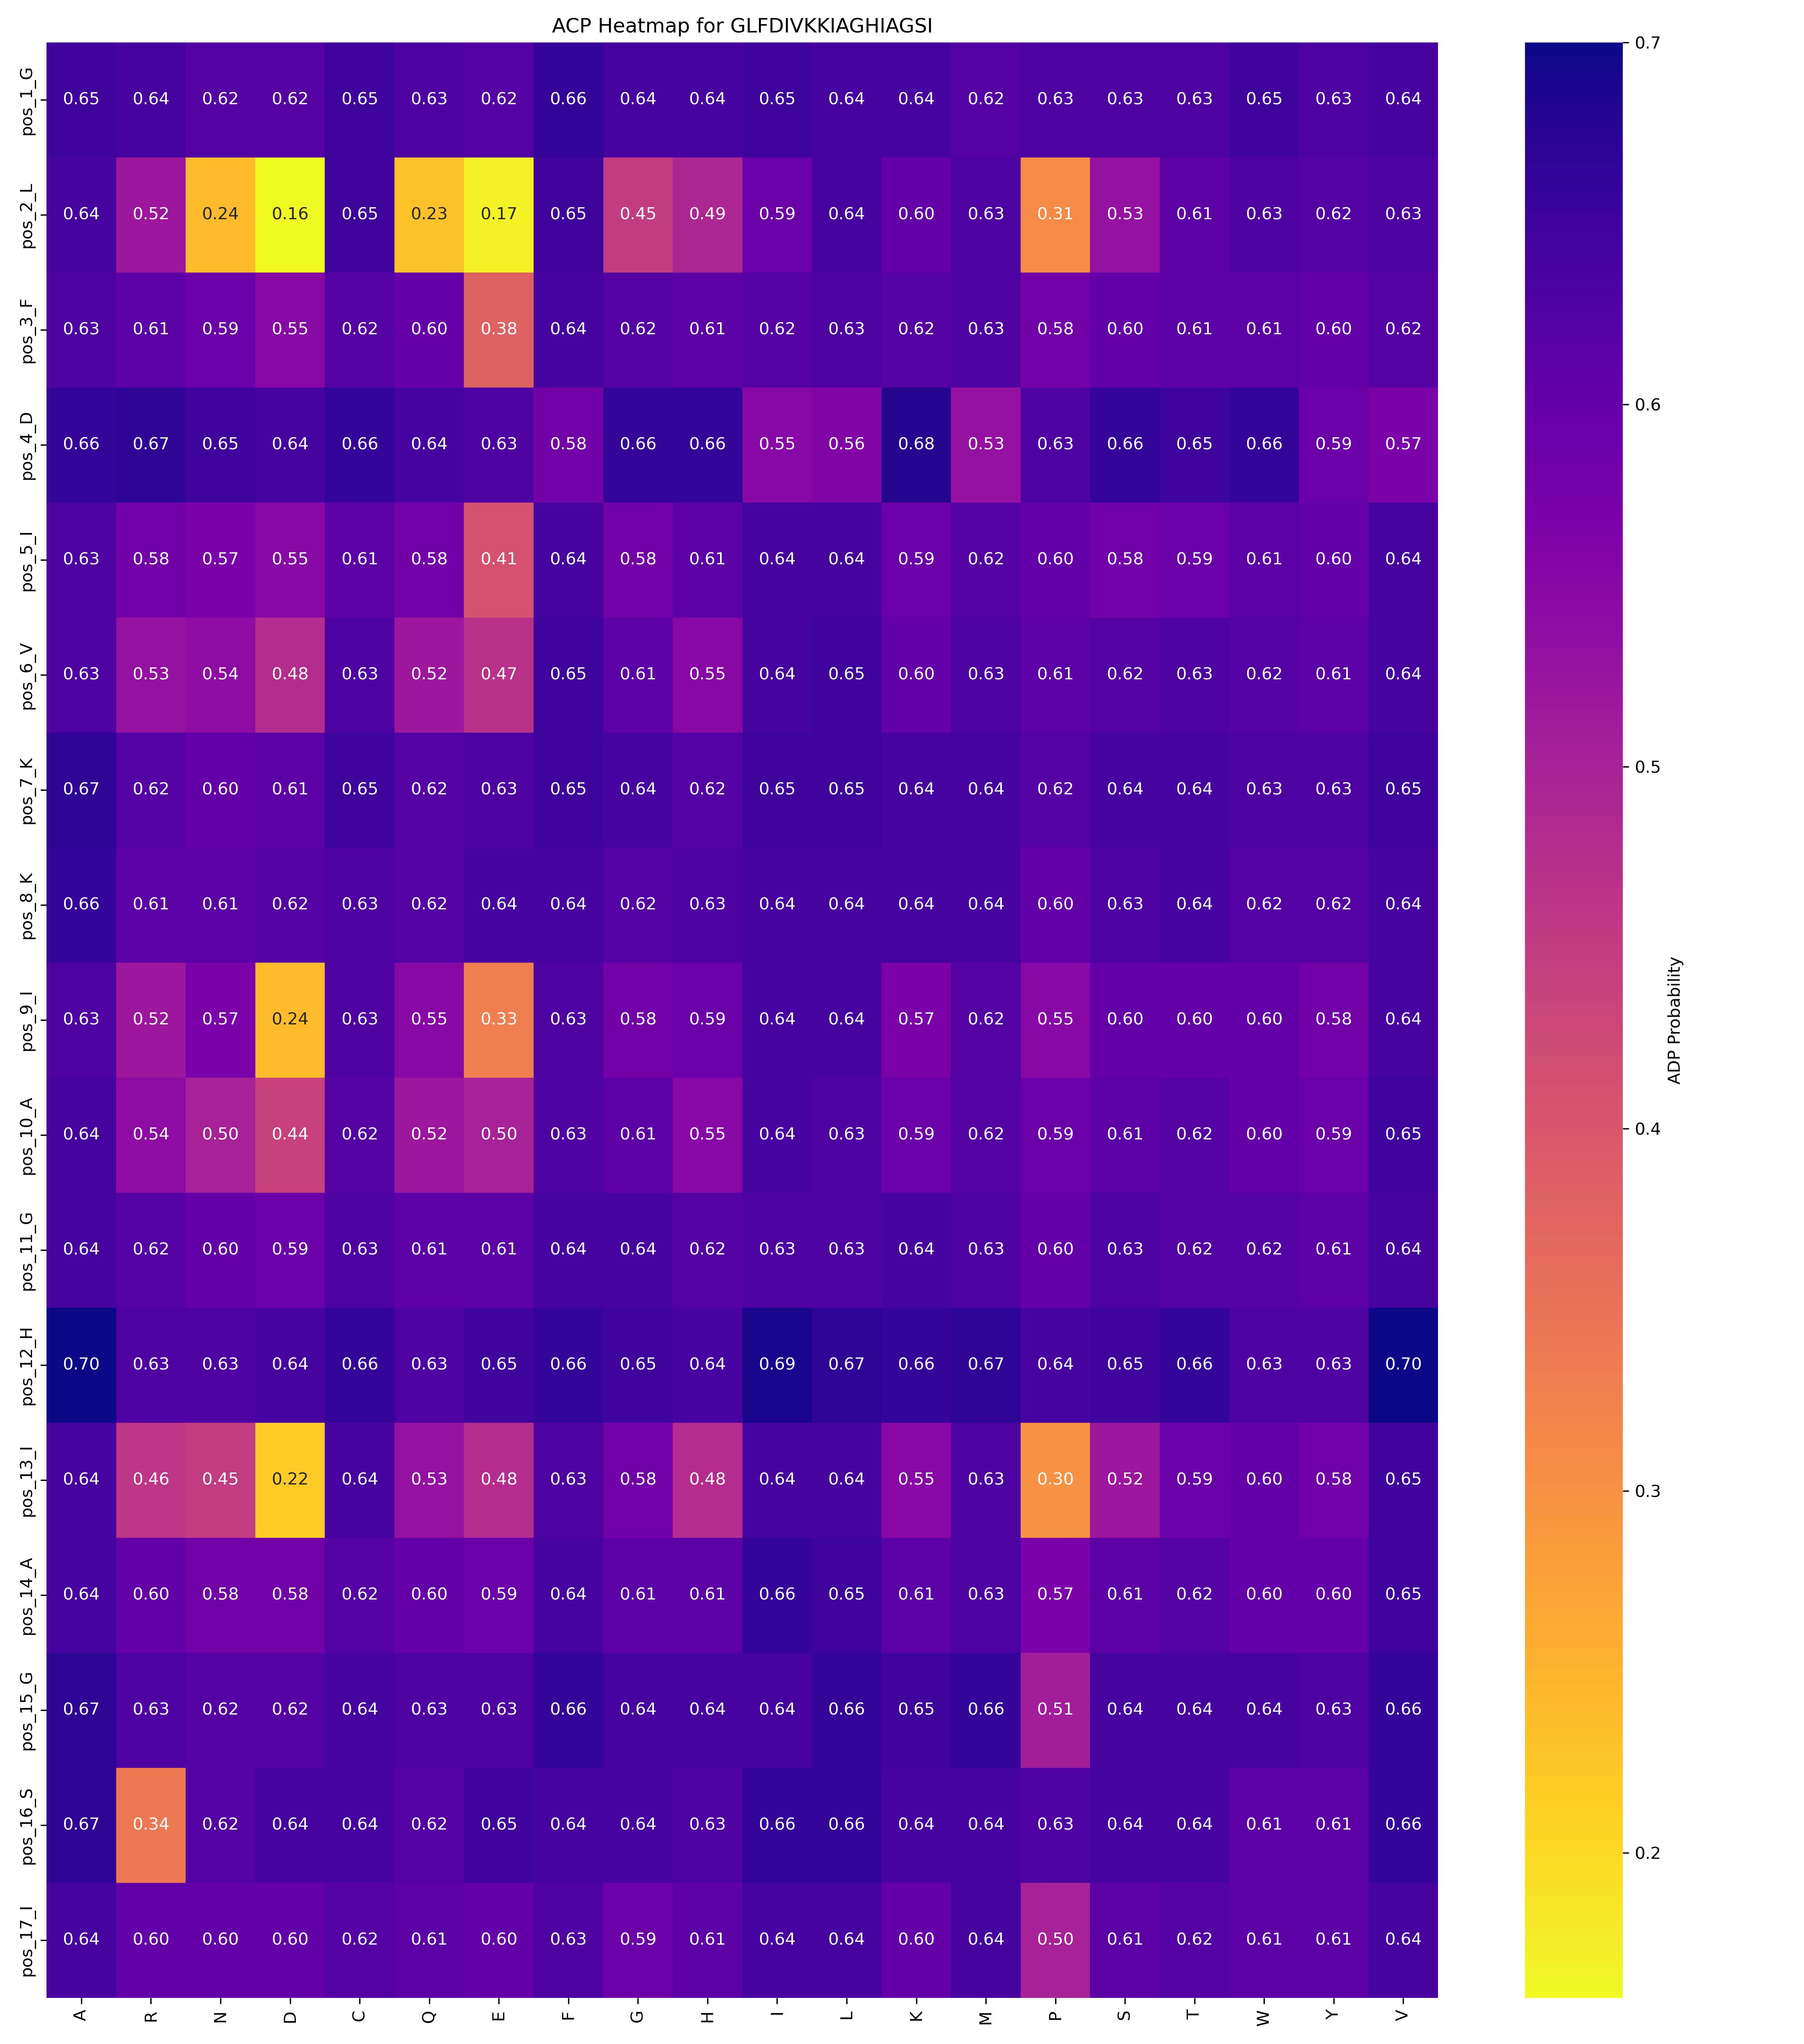 ACP Heatmap for GLFDIVKKIAGHIAGSI
pos_1_G 0.65 0.64 0.62 0.62 0.65 0.63 0.62 0.66 0.64 0.64 0.65 0.64 0.64 0.62 0.63 0.63 0.63 0.65 0.63 0.64
pos_2_L 0.64 0.52 0.24 0.16 0.65 0.23 0.17 0.65 0.45 0.49 0.59 0.64 0.60 0.63 0.31 0.53 0.61 0.63 0.62 0.63
pos_3_F 0.63 0.61 0.59 0.55 0.62 0.60 0.38 0.64 0.62 0.61 0.62 0.63 0.62 0.63 0.58 0.60 0.61 0.61 0.60 0.62
pos_4_D 0.66 0.67 0.65 0.64 0.66 0.64 0.63 0.58 0.66 0.66 0.55 0.56 0.68 0.53 0.63 0.66 0.65 0.66 0.59 0.57
pos_5_I 0.63 0.58 0.57 0.55 0.61 0.58 0.41 0.64 0.58 0.61 0.64 0.64 0.59 0.62 0.60 0.58 0.59 0.61 0.60 0.64
pos_6_V 0.63 0.53 0.54 0.48 0.63 0.52 0.47 0.65 0.61 0.55 0.64 0.65 0.60 0.63 0.61 0.62 0.63 0.62 0.61 0.64
pos_7_K 0.67 0.62 0.60 0.61 0.65 0.62 0.63 0.65 0.64 0.62 0.65 0.65 0.64 0.64 0.62 0.64 0.64 0.63 0.63 0.65
pos_8_K 0.66 0.61 0.61 0.62 0.63 0.62 0.64 0.64 0.62 0.63 0.64 0.64 0.64 0.64 0.60 0.63 0.64 0.62 0.62 0.64
pos_9_I 0.63 0.52 0.57 0.24 0.63 0.55 0.33 0.63 0.58 0.59 0.64 0.64 0.57 0.62 0.55 0.60 0.60 0.60 0.58 0.64
pos_10_A 0.64 0.54 0.50 0.44 0.62 0.52 0.50 0.63 0.61 0.55 0.64 0.63 0.59 0.62 0.59 0.61 0.62 0.60 0.59 0.65
pos_11_G 0.64 0.62 0.60 0.59 0.63 0.61 0.61 0.64 0.64 0.62 0.63 0.63 0.64 0.63 0.60 0.63 0.62 0.62 0.61 0.64
pos_12_H 0.70 0.63 0.63 0.64 0.66 0.63 0.65 0.66 0.65 0.64 0.69 0.67 0.66 0.67 0.64 0.65 0.66 0.63 0.63 0.70
pos_13_I 0.64 0.46 0.45 0.22 0.64 0.53 0.48 0.63 0.58 0.48 0.64 0.64 0.55 0.63 0.30 0.52 0.59 0.60 0.58 0.65
pos_14_A 0.64 0.60 0.58 0.58 0.62 0.60 0.59 0.64 0.61 0.61 0.66 0.65 0.61 0.63 0.57 0.61 0.62 0.60 0.60 0.65
pos_15_G 0.67 0.63 0.62 0.62 0.64 0.63 0.63 0.66 0.64 0.64 0.64 0.66 0.65 0.66 0.51 0.64 0.64 0.64 0.63 0.66
pos_16_S 0.67 0.34 0.62 0.64 0.64 0.62 0.65 0.64 0.64 0.63 0.66 0.66 0.64 0.64 0.63 0.64 0.64 0.61 0.61 0.66
pos_17_I 0.64 0.60 0.60 0.60 0.62 0.61 0.60 0.63 0.59 0.61 0.64 0.64 0.60 0.64 0.50 0.61 0.62 0.61 0.61 0.64
A R N D C Q E F G H I L K M P S T W Y V
0.7
0.6
0.5
0.4
0.3
0.2
ADP Probability